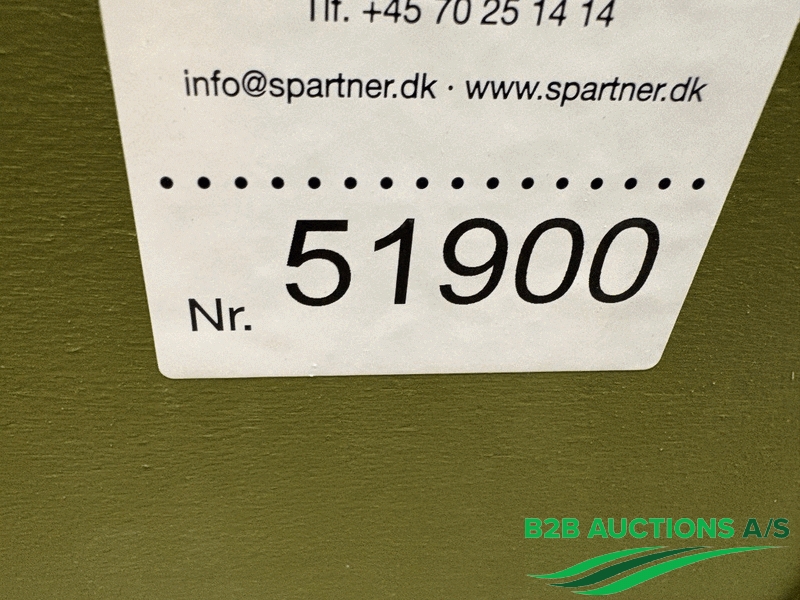 Tlf. +45 70 25 14 14
info@spartner.dk · www.spartner.dk
Nr. 51900
B2B AUCTIONS A/S